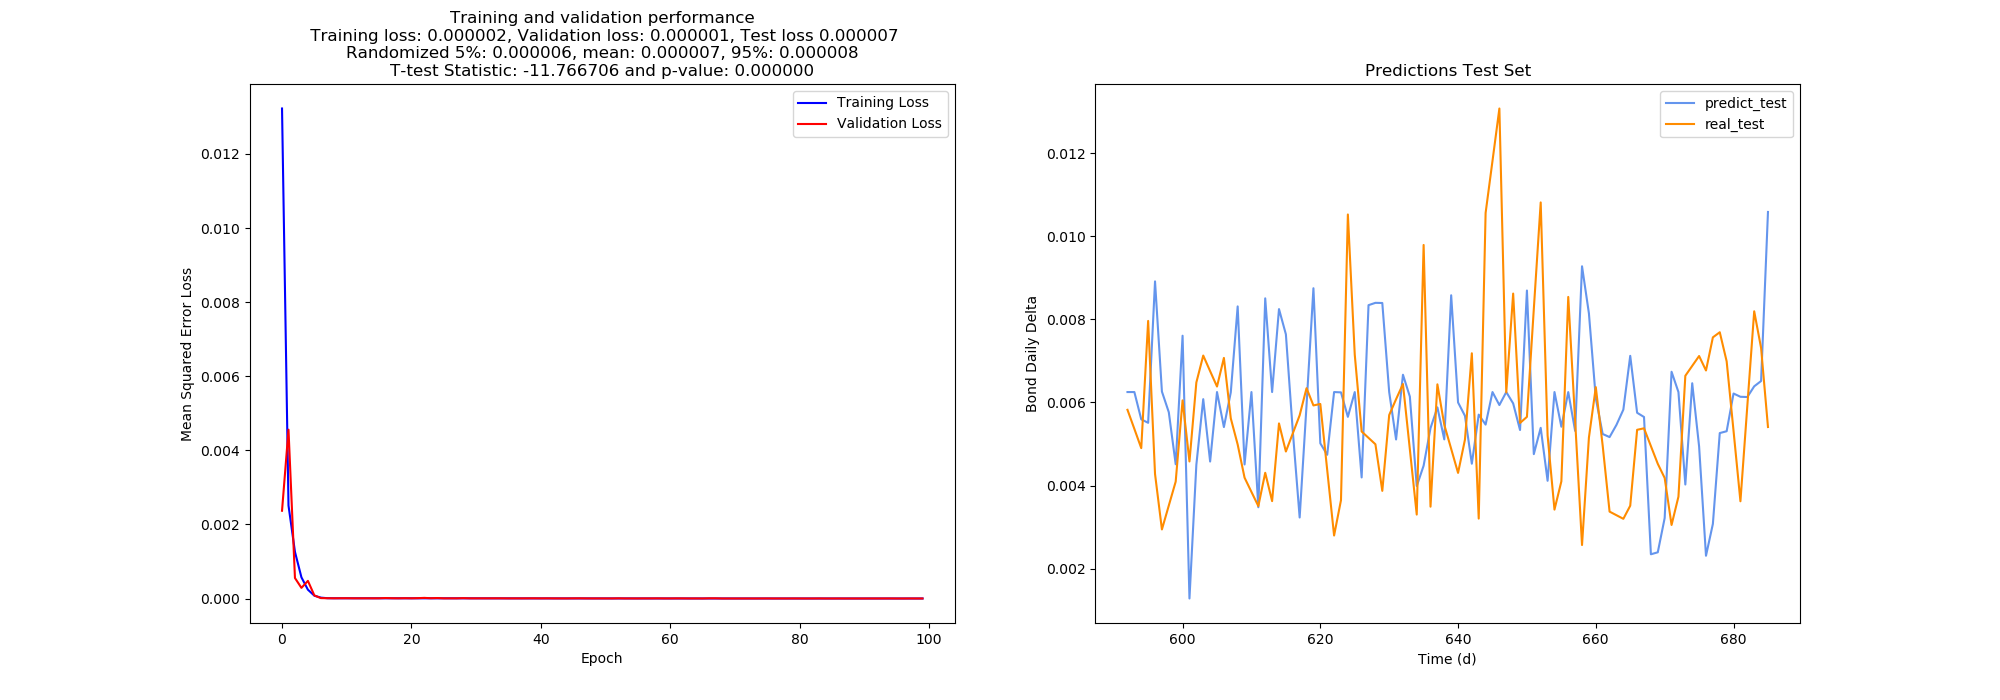 Training and validation performance
Training loss: 0.000002, Validation loss: 0.000001, Test loss 0.000007
Randomized 5%: 0.000006, mean: 0.000007, 95%: 0.000008
T-test Statistic: -11.766706 and p-value: 0.000000
Training Loss
Validation Loss
0.012
0.010
0.008
0.006
0.004
0.002
0.000
Mean Squared Error Loss
0
20
40
60
80
100
Epoch
Predictions Test Set
predict_test
real_test
0.012
0.010
0.008
0.006
0.004
0.002
Bond Daily Delta
600
620
640
660
680
Time (d)